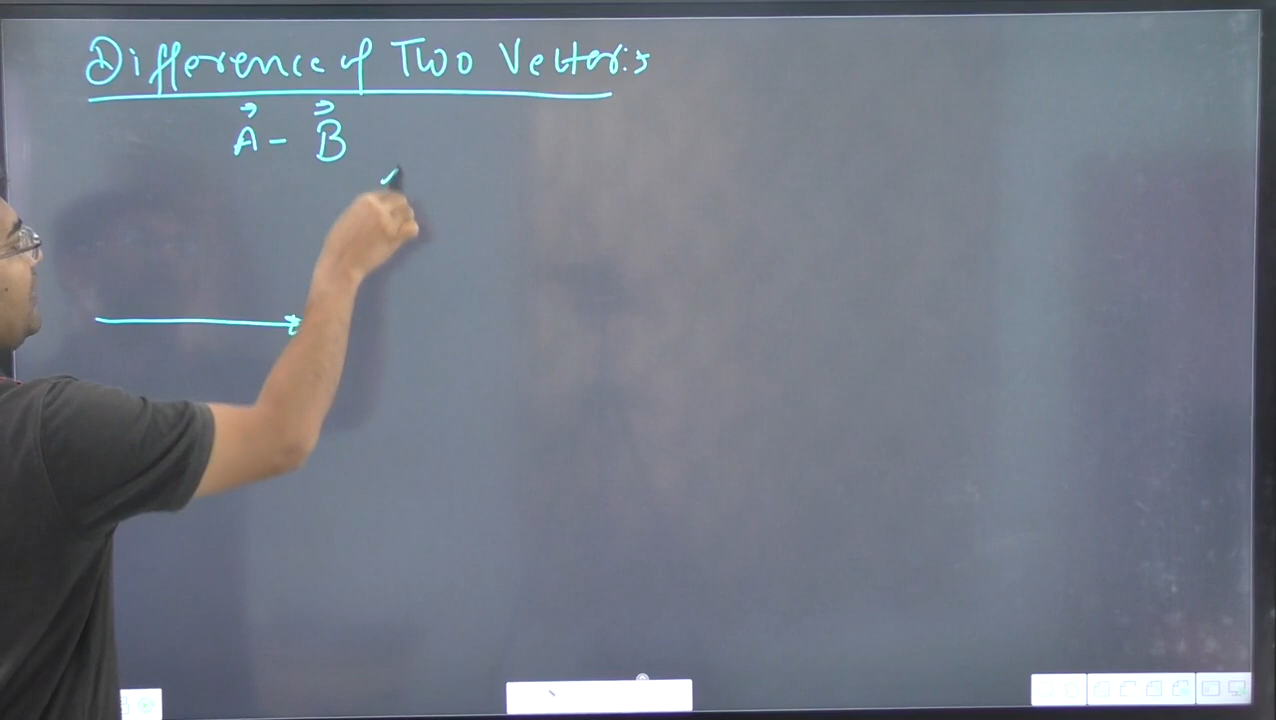 Difference of Two Vectors:
A⃗ - B⃗